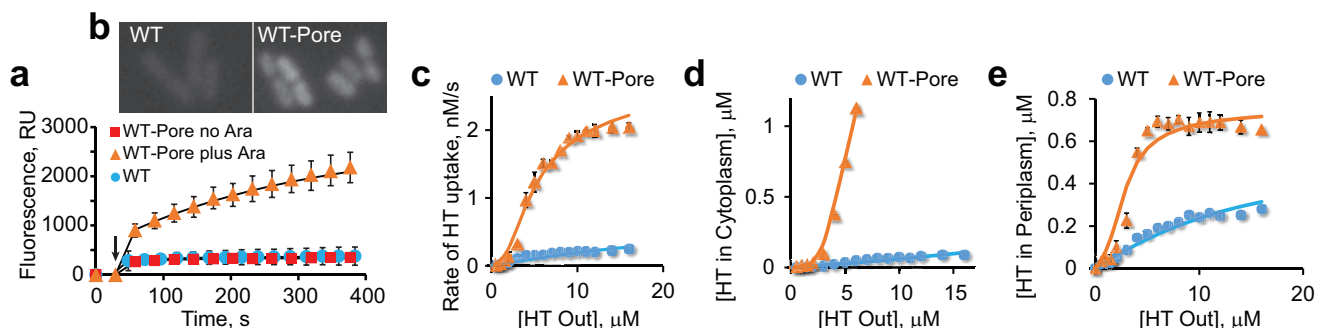 b
WT
WT-Pore
a
WT-Pore no Ara
WT-Pore plus Ara
WT
Fluorescence, RU
3000
2000
1000
0
0 100 200 300 400
Time, s
c
WT WT-Pore
Rate of HT uptake, nM/s
2
1
0
0 10 20
[HT Out], μM
d
WT WT-Pore
[HT in Cytoplasm], μM
1
0.5
0
0 5 10 15
[HT Out], μM
e
WT WT-Pore
[HT in Periplasm], μM
0.8
0.6
0.4
0.2
0.0
0 5 10 15 20
[HT Out], μM